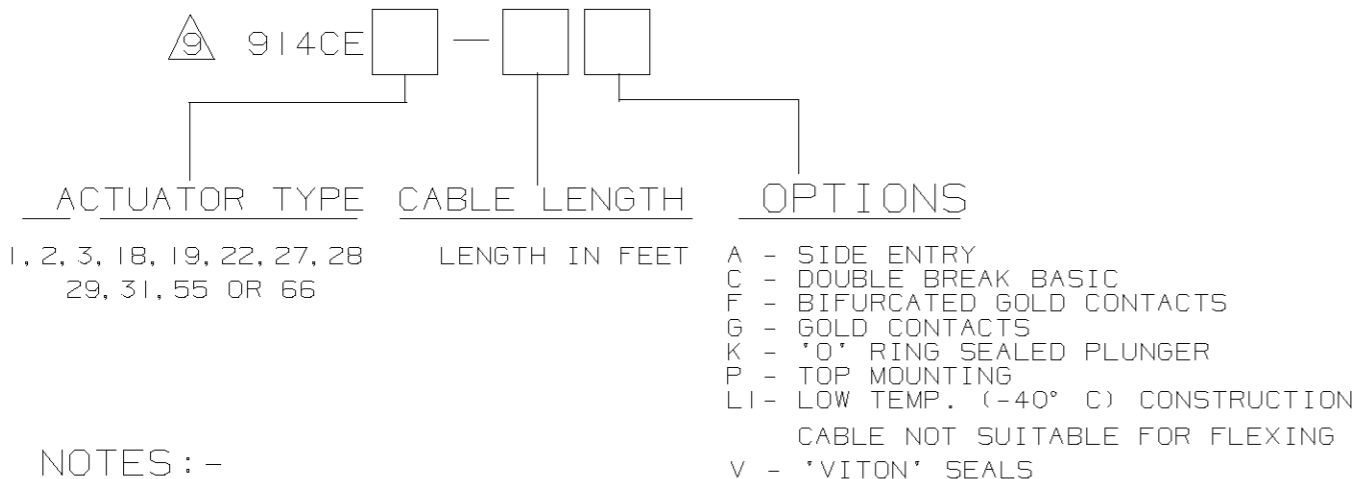 9 914CE —
ACTUATOR TYPE CABLE LENGTH OPTIONS
1, 2, 3, 18, 19, 22, 27, 28
29, 31, 55 OR 66
LENGTH IN FEET
A - SIDE ENTRY
C - DOUBLE BREAK BASIC
F - BIFURCATED GOLD CONTACTS
G - GOLD CONTACTS
K - 'O' RING SEALED PLUNGER
P - TOP MOUNTING
L1- LOW TEMP. (-40° C) CONSTRUCTION
CABLE NOT SUITABLE FOR FLEXING
V - 'VITON' SEALS
NOTES:-